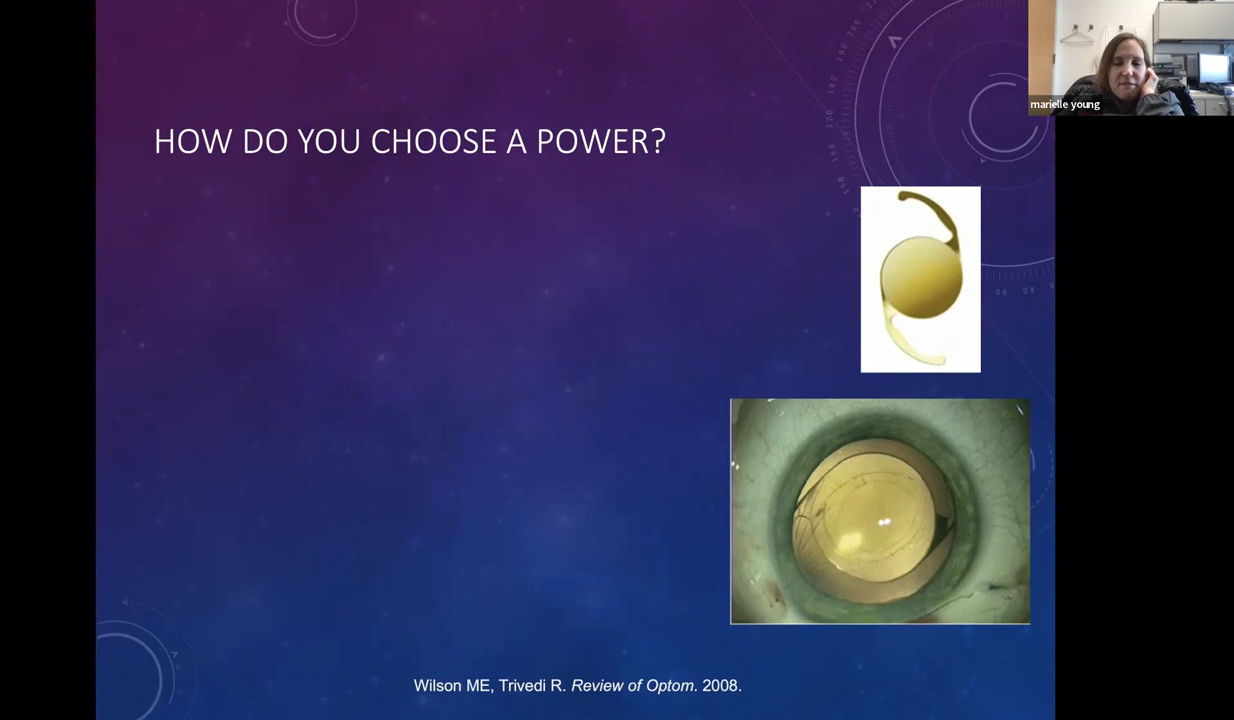 HOW DO YOU CHOOSE A POWER?
marielle young
Wilson ME, Trivedi R. Review of Optom. 2008.